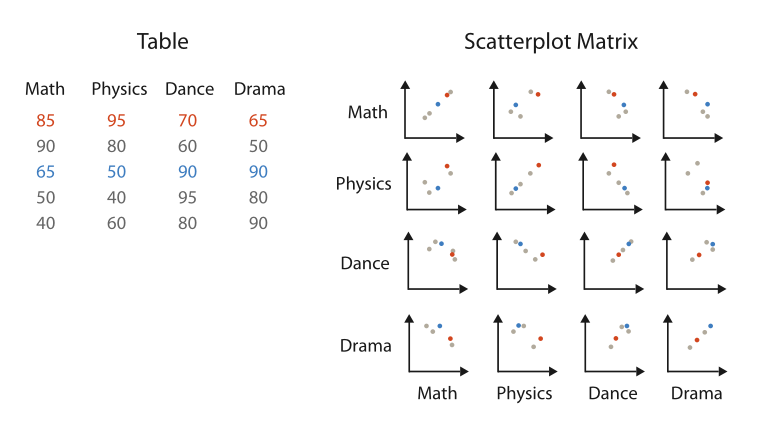 Table
Math Physics Dance Drama
85 95 70 65
90 80 60 50
65 50 90 90
50 40 95 80
40 60 80 90
Scatterplot Matrix
Math
Physics
Dance
Drama
Math Physics Dance Drama